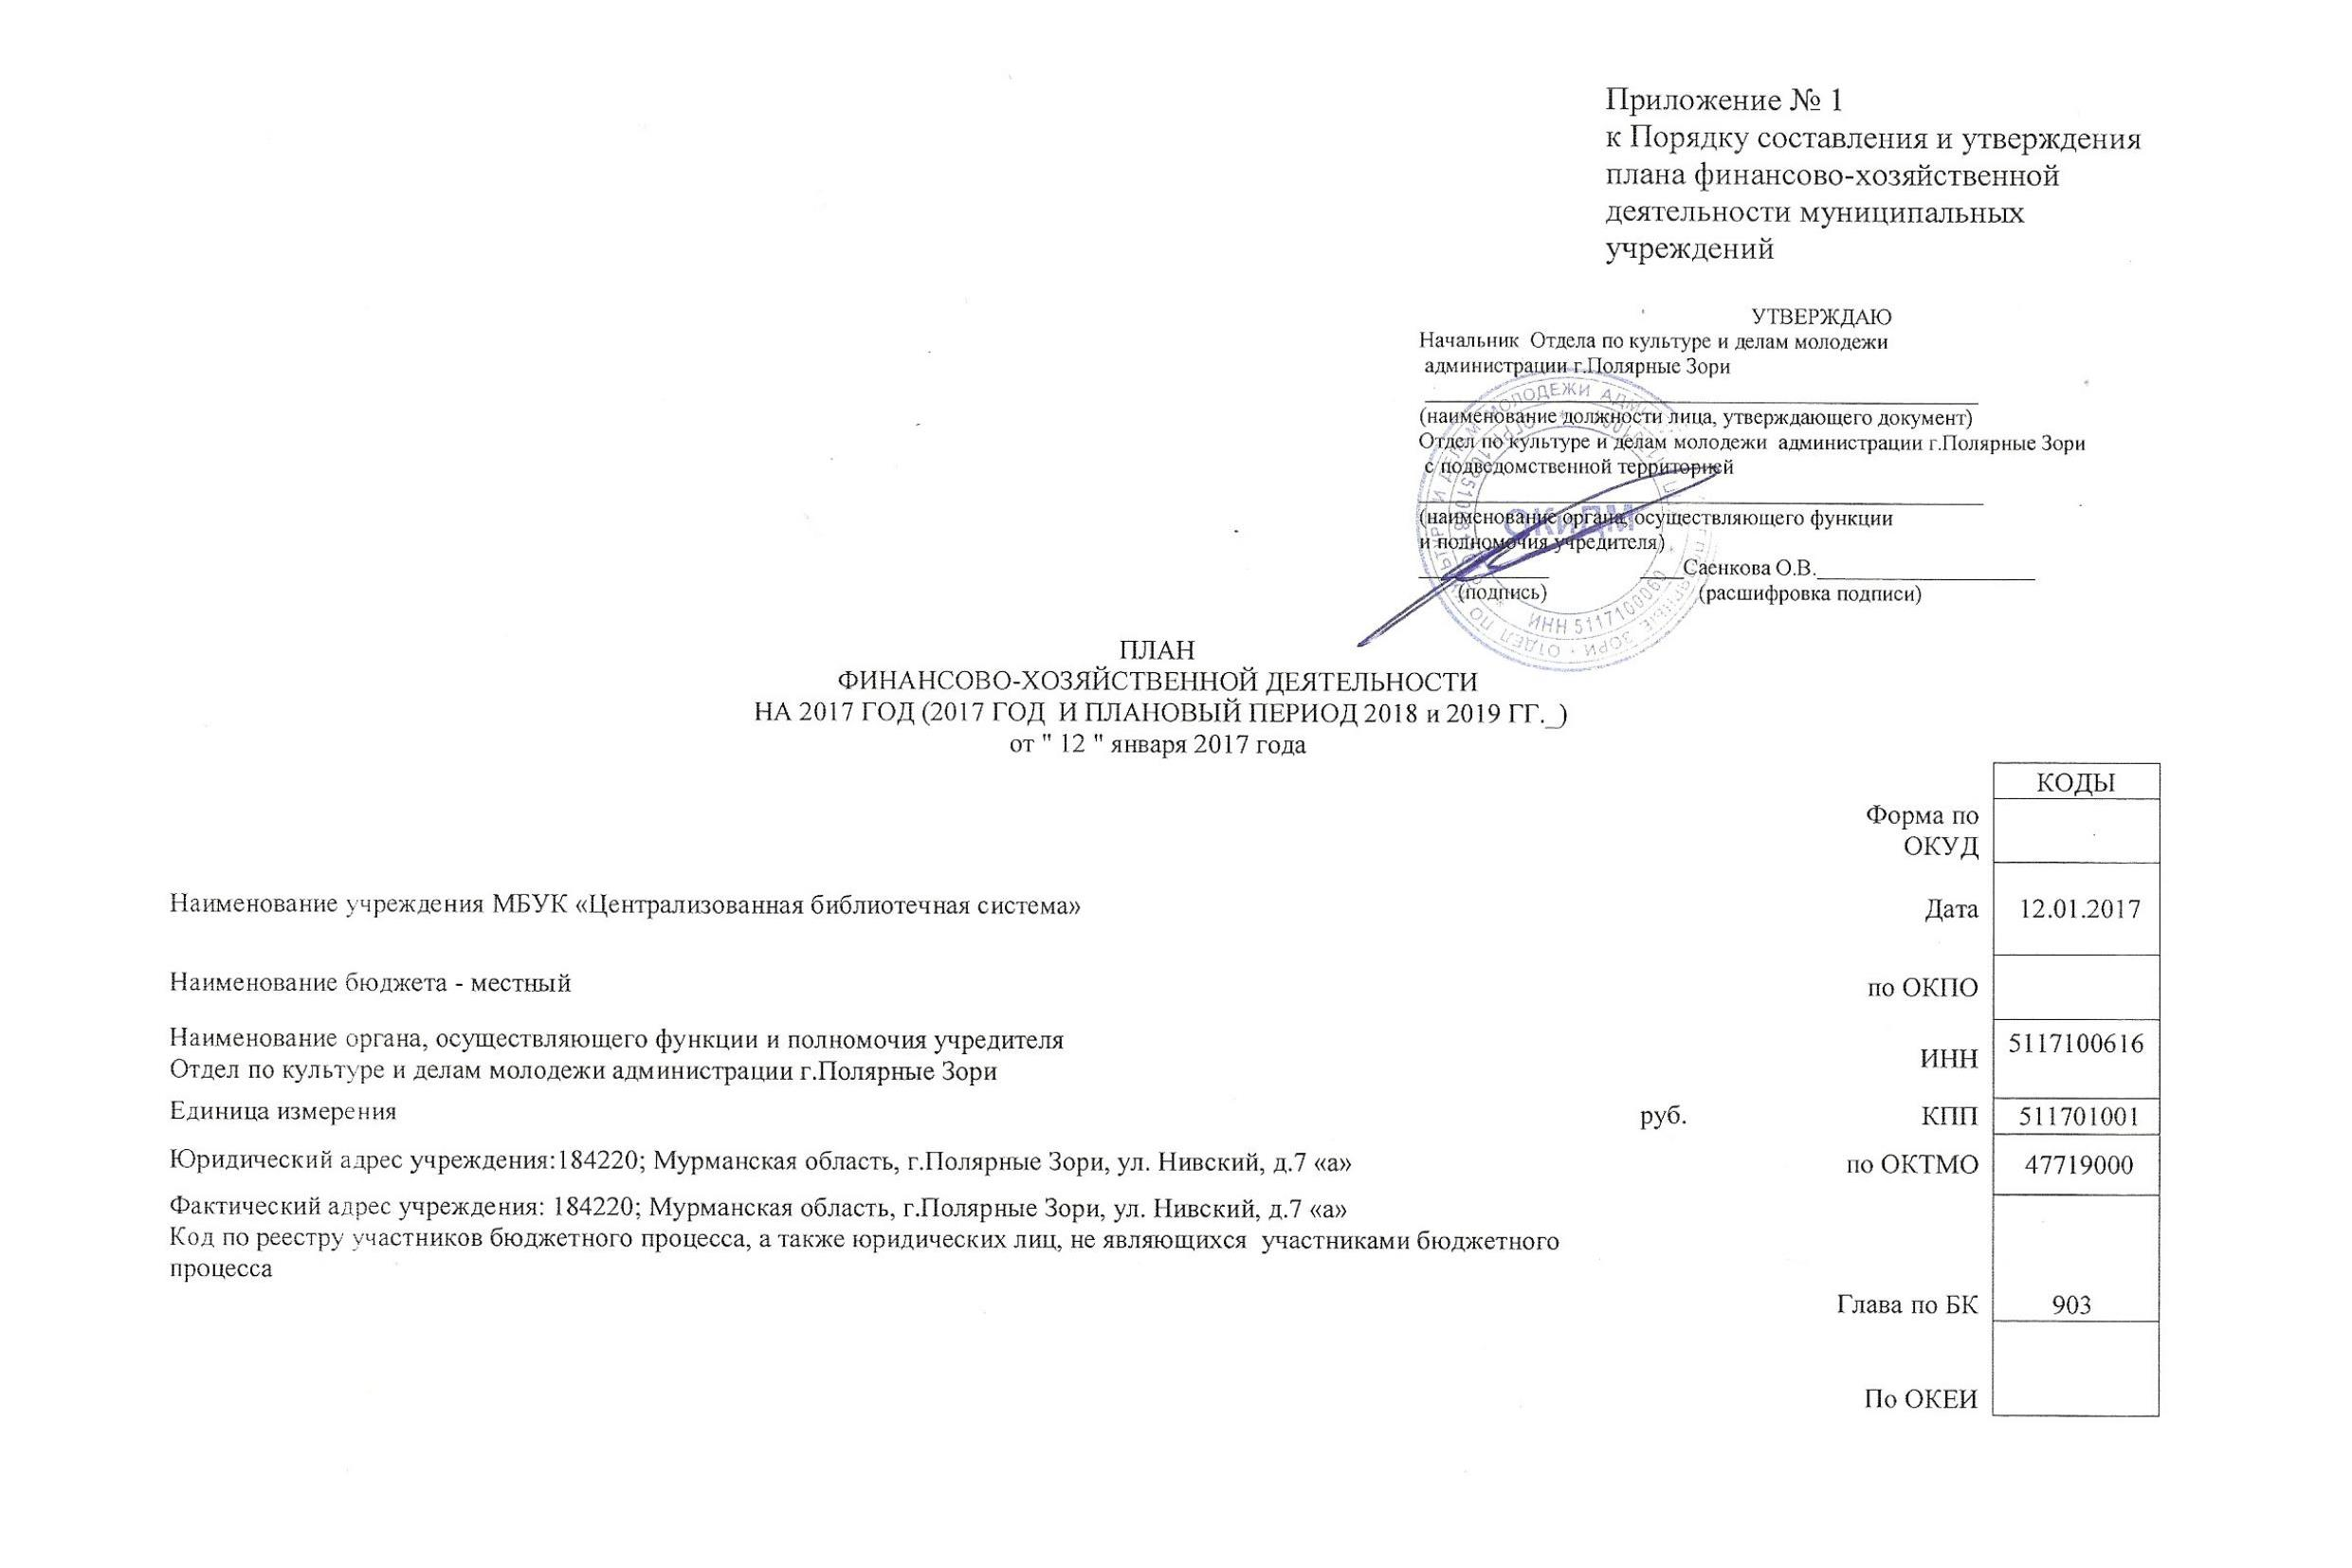 Приложение № 1
к Порядку составления и утверждения
плана финансово-хозяйственной
деятельности муниципальных
учреждений
УТВЕРЖДАЮ
Начальник Отдела по культуре и делам молодежи
администрации г.Полярные Зори
(наименование должности лица, утверждающего документ)
Отдел по культуре и делам молодежи администрации г.Полярные Зори
с подведомственной территорией
(наименование органа, осуществляющего функции
и полномочия учредителя)
____Саенкова О.В.____________________
(подпись) (расшифровка подписи)
ОКиДМ
ИНН 5117100060
ПЛАН
ФИНАНСОВО-ХОЗЯЙСТВЕННОЙ ДЕЯТЕЛЬНОСТИ
НА 2017 ГОД (2017 ГОД И ПЛАНОВЫЙ ПЕРИОД 2018 и 2019 ГГ._)
от " 12 " января 2017 года
КОДЫ
Форма по
ОКУД
Наименование учреждения МБУК «Централизованная библиотечная система» Дата 12.01.2017
Наименование бюджета - местный по ОКПО
Наименование органа, осуществляющего функции и полномочия учредителя
Отдел по культуре и делам молодежи администрации г.Полярные Зори ИНН 5117100616
Единица измерения руб. КПП 511701001
Юридический адрес учреждения:184220; Мурманская область, г.Полярные Зори, ул. Нивский, д.7 «а» по ОКТМО 47719000
Фактический адрес учреждения: 184220; Мурманская область, г.Полярные Зори, ул. Нивский, д.7 «а»
Код по реестру участников бюджетного процесса, а также юридических лиц, не являющихся участниками бюджетного
процесса
Глава по БК 903
По ОКЕИ